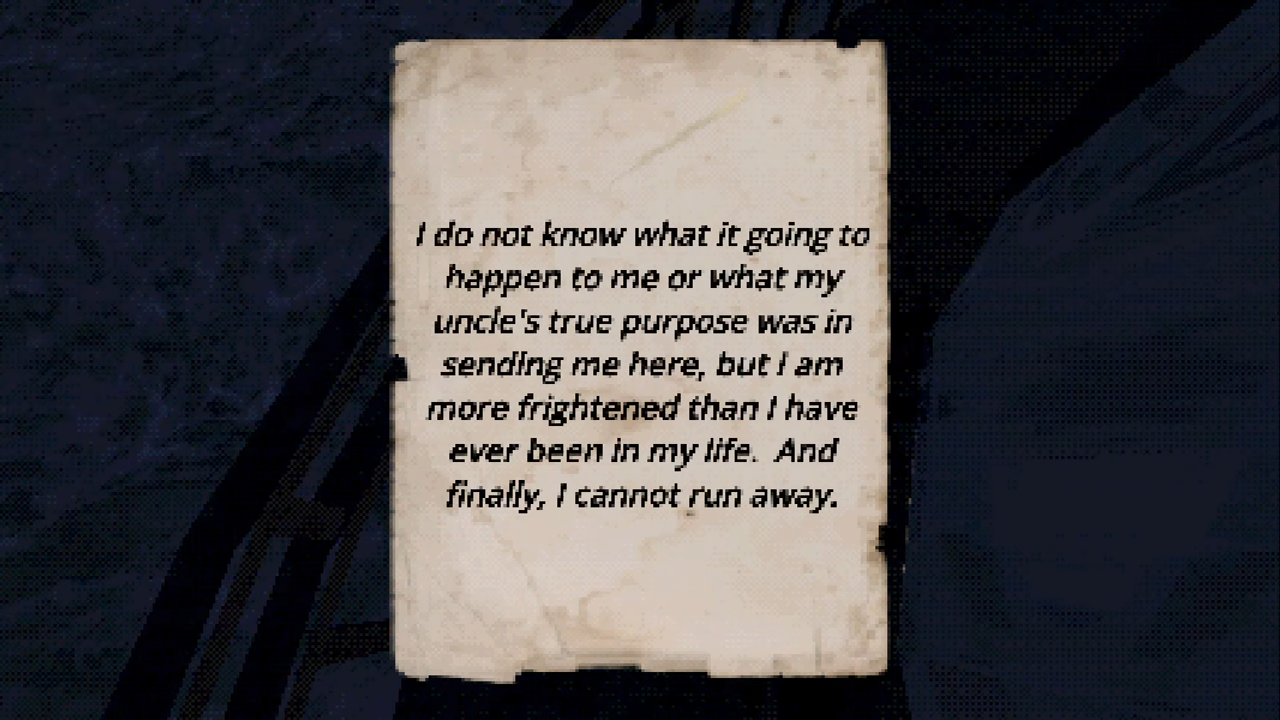 I do not know what it going to
happen to me or what my
uncle's true purpose was in
sending me here, but I am
more frightened than I have
ever been in my life.  And
finally, I cannot run away.